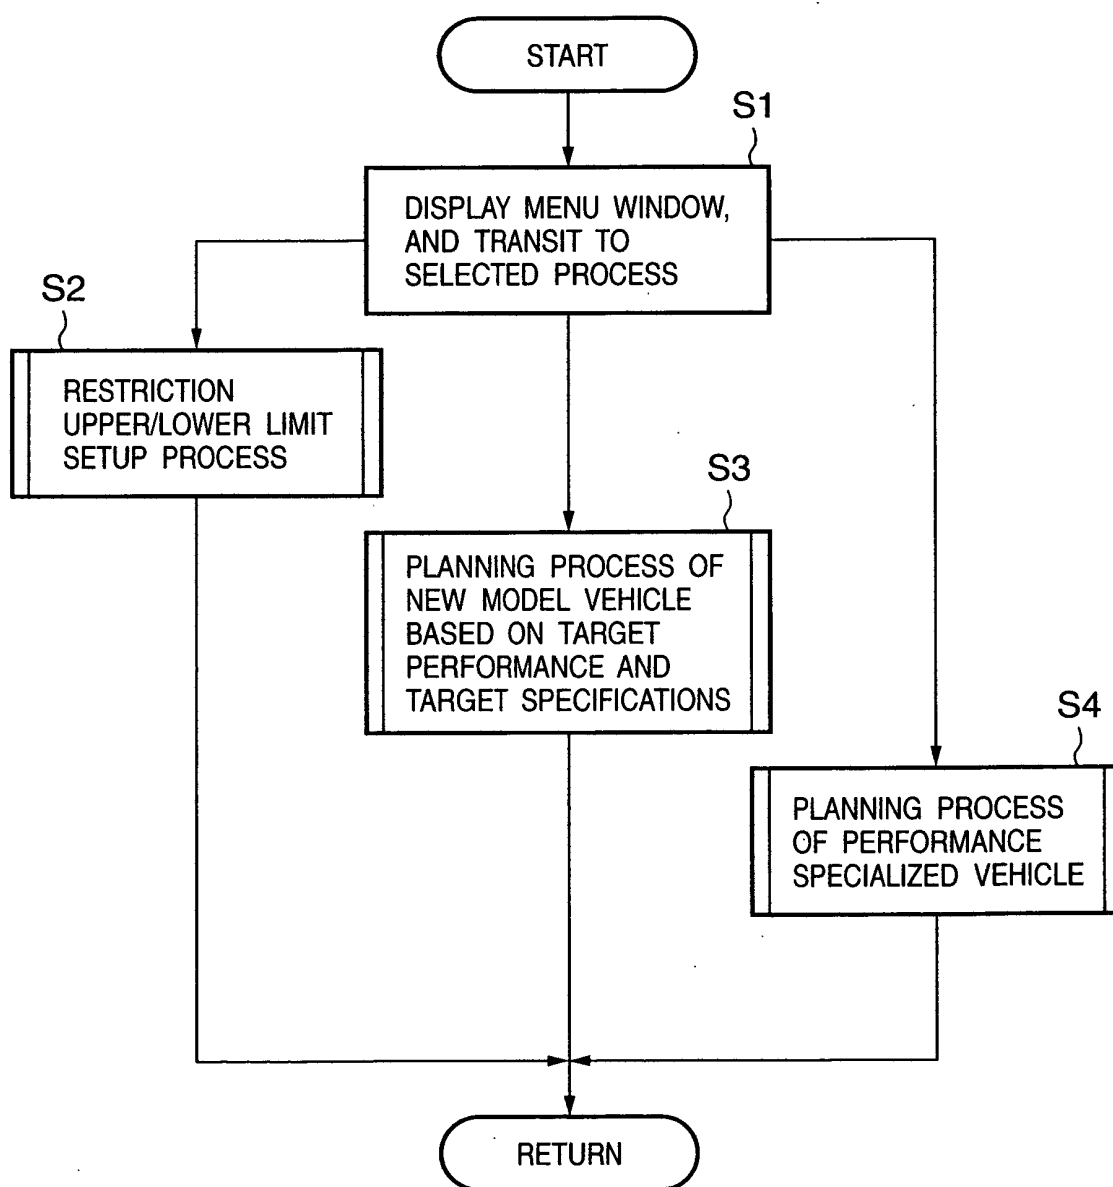 START
S1
DISPLAY MENU WINDOW,
AND TRANSIT TO
SELECTED PROCESS
S2
RESTRICTION
UPPER/LOWER LIMIT
SETUP PROCESS
S3
PLANNING PROCESS OF
NEW MODEL VEHICLE
BASED ON TARGET
PERFORMANCE AND
TARGET SPECIFICATIONS
S4
PLANNING PROCESS
OF PERFORMANCE
SPECIALIZED VEHICLE
RETURN